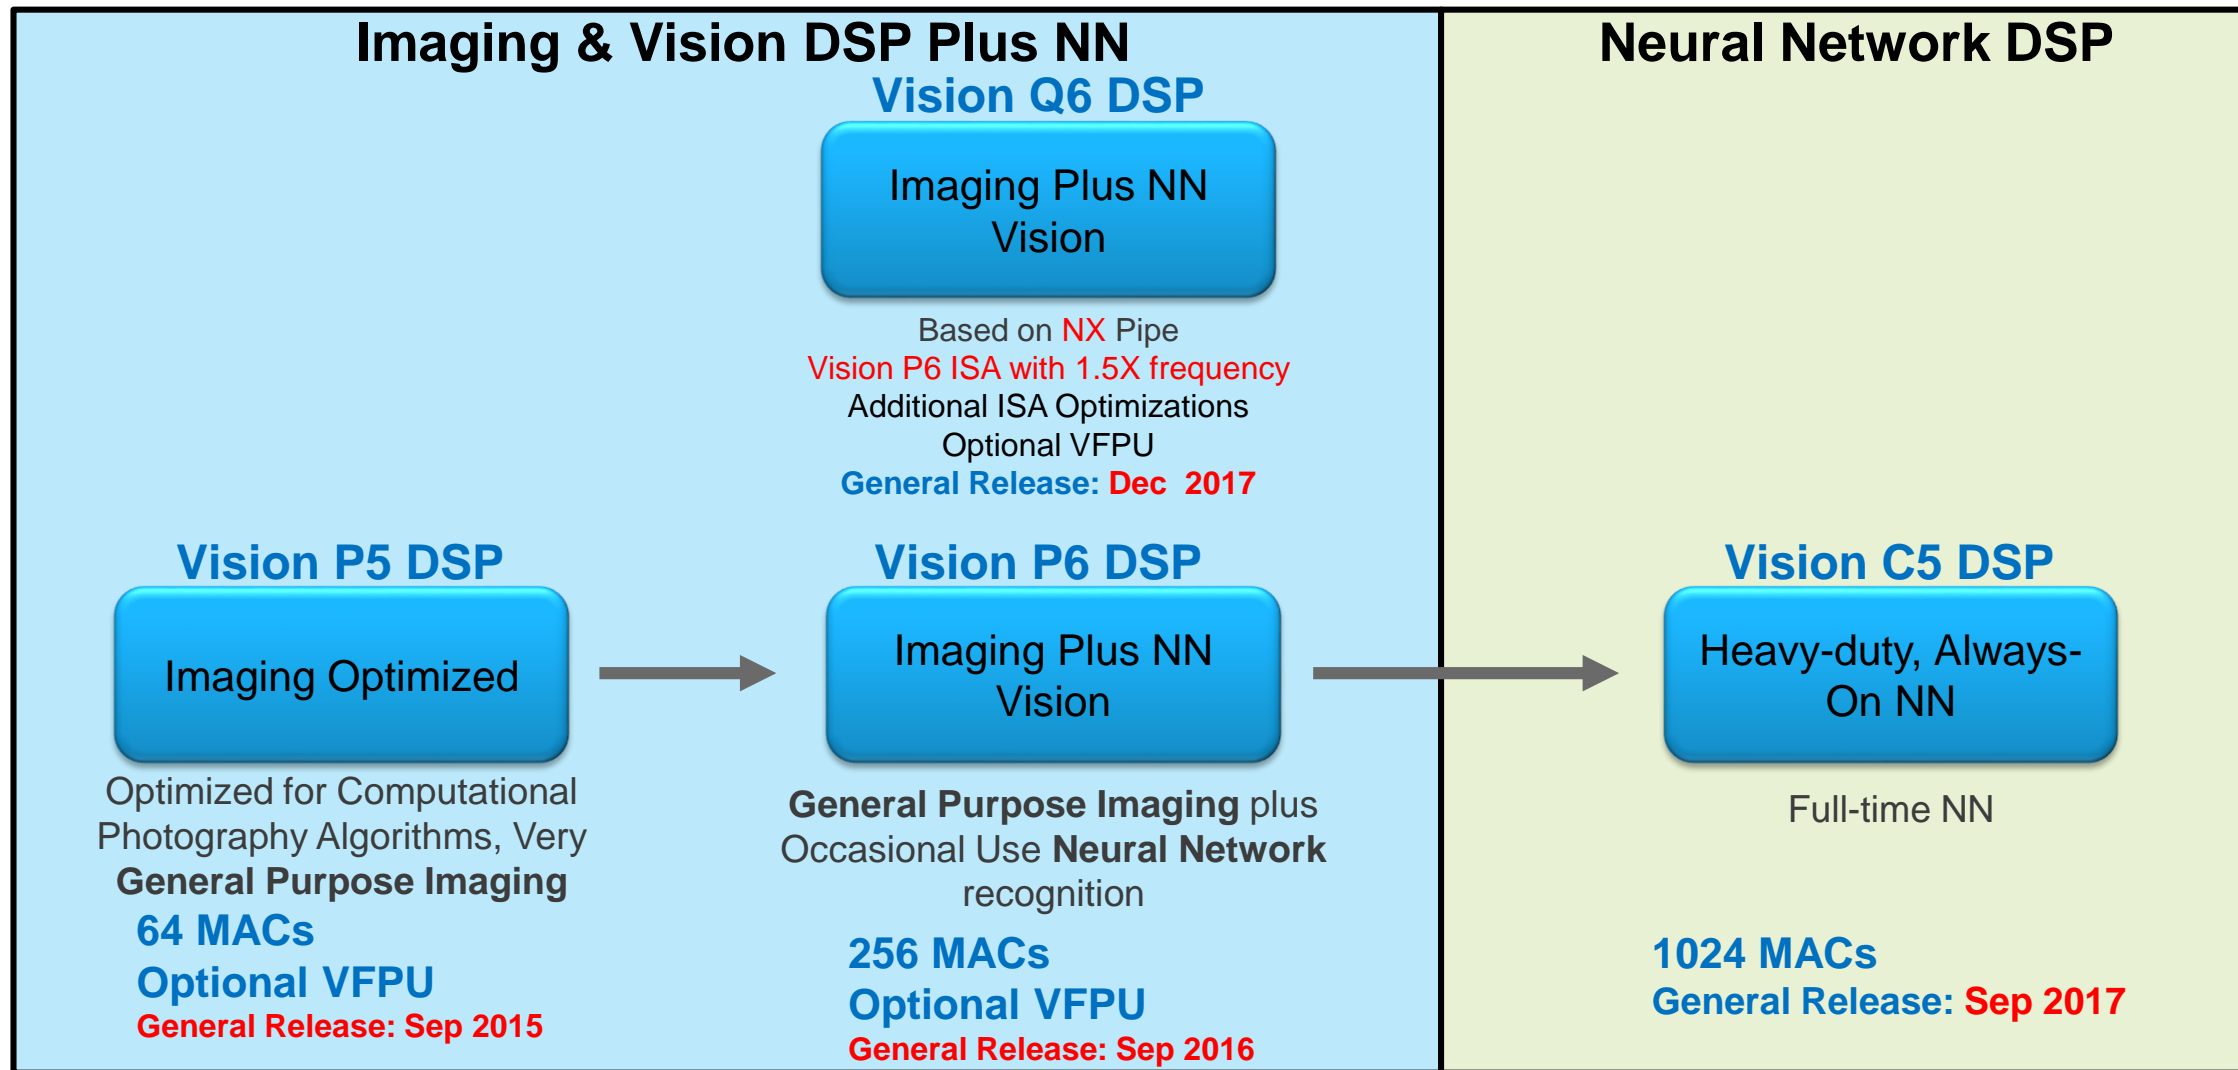 Imaging & Vision DSP Plus NN
Neural Network DSP
Vision Q6 DSP
Imaging Plus NN
Vision
Based on NX Pipe
Vision P6 ISA with 1.5X frequency
Additional ISA Optimizations
Optional VFPU
General Release: Dec 2017
Vision P5 DSP
Imaging Optimized
Optimized for Computational
Photography Algorithms, Very
General Purpose Imaging
64 MACs
Optional VFPU
General Release: Sep 2015
Vision P6 DSP
Imaging Plus NN
Vision
General Purpose Imaging plus
Occasional Use Neural Network
recognition
256 MACs
Optional VFPU
General Release: Sep 2016
Vision C5 DSP
Heavy-duty, Always-
On NN
Full-time NN
1024 MACs
General Release: Sep 2017